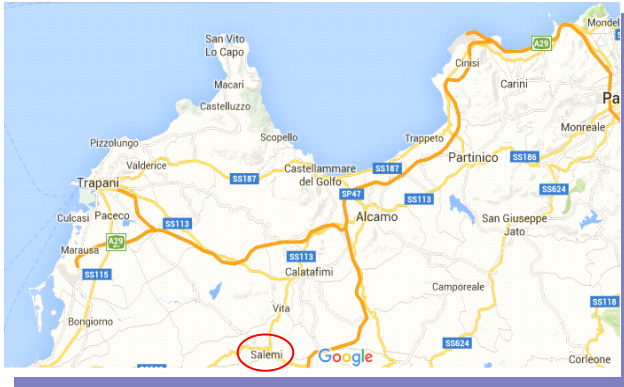 San Vito
Lo Capo
Mondel
A29
Cinisi
Macari
Carini
Castelluzzo
Pa
Scopello
Monreale
Pizzolungo
Trappeto
Valderice
Partinico
SS186
Castellammare
del Golfo
SS187
SS187
Trapani
SP47
SS113
SS624
Culcasi
Paceco
SS113
Alcamo
San Giuseppe
Jato
A29
Marausa
SS113
SS115
Calatafimi
Camporeale
Vita
SS118
Bongiorno
SS624
Salemi
Google
Corleone